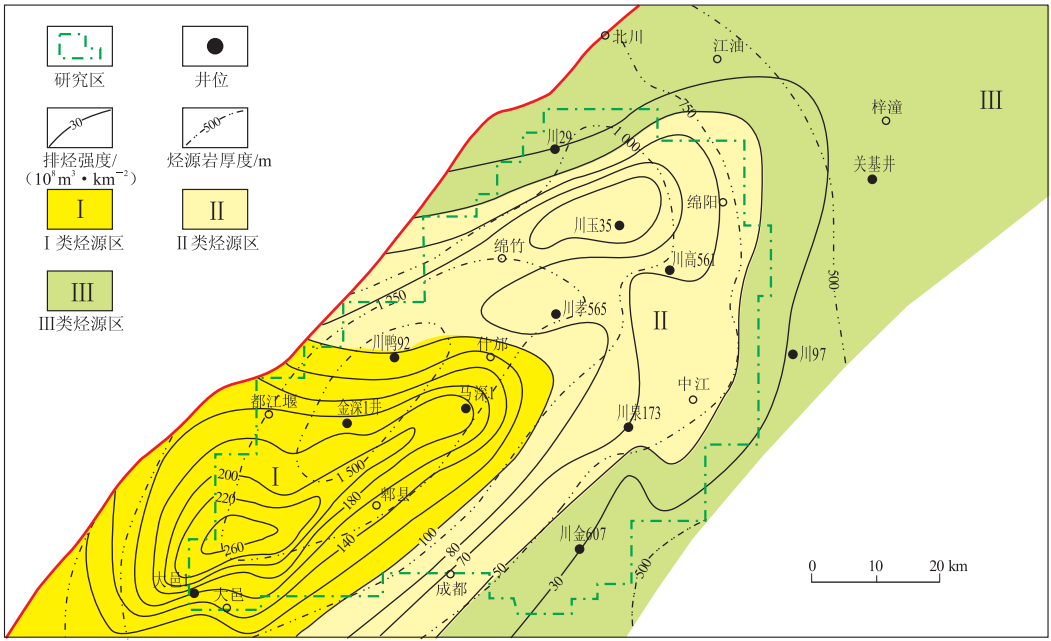 研究区
井位
30
排烃强度/
（10⁸m³·km⁻²）
500
烃源岩厚度/m
I
I类烃源区
II
II类烃源区
III
III类烃源区
北川
江油
梓潼
III
关基井
750
1 000
川29
绵阳
川玉35
绵竹
川高561
500
1 250
川孝565
II
川鸭92
什邡
川97
中江
马深1
都江堰
金深1井
川泉173
I
200
1 500
220
180
郫县
140
100
260
80
70
50
川金607
500
30
大邑1
大邑
成都
0 10 20 km